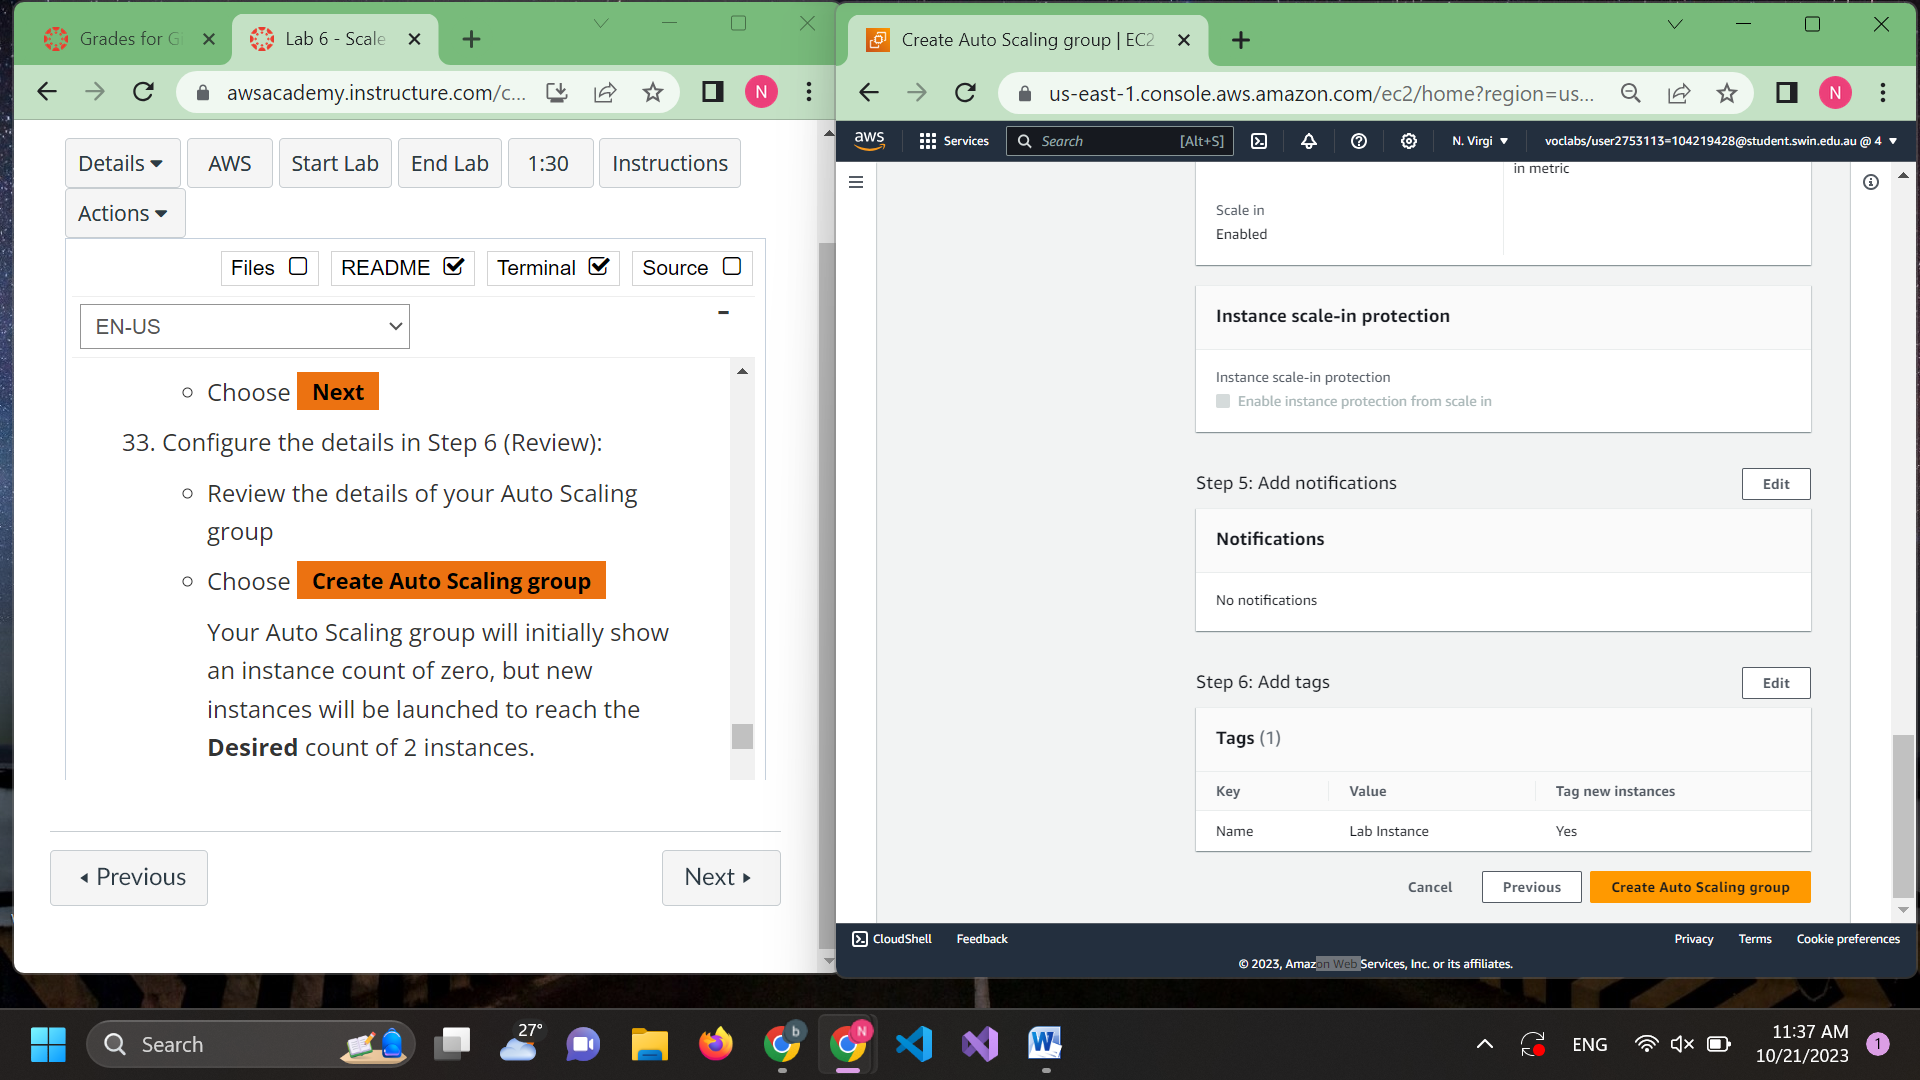 Grades for Gi
Lab 6 - Scale
awsacademy.instructure.com/c...
N
Details
AWS
Start Lab
End Lab
1:30
Instructions
Actions
Files
README
Terminal
Source
EN-US
Choose Next
33. Configure the details in Step 6 (Review):
Review the details of your Auto Scaling
group
Choose Create Auto Scaling group
Your Auto Scaling group will initially show
an instance count of zero, but new
instances will be launched to reach the
Desired count of 2 instances.
Previous
Next
Create Auto Scaling group | EC2
us-east-1.console.aws.amazon.com/ec2/home?region=us...
N
aws
Services
Search
[Alt+S]
N. Virgi
voclabs/user2753113=104219428@student.swin.edu.au @ 4
in metric
Scale in
Enabled
Instance scale-in protection
Instance scale-in protection
Enable instance protection from scale in
Step 5: Add notifications
Edit
Notifications
No notifications
Step 6: Add tags
Edit
Tags (1)
Key Value Tag new instances
Name Lab Instance Yes
Cancel
Previous
Create Auto Scaling group
CloudShell
Feedback
Privacy
Terms
Cookie preferences
© 2023, Amazon Web Services, Inc. or its affiliates.
Search
27°
b
N
W
ENG
11:37 AM
10/21/2023
1